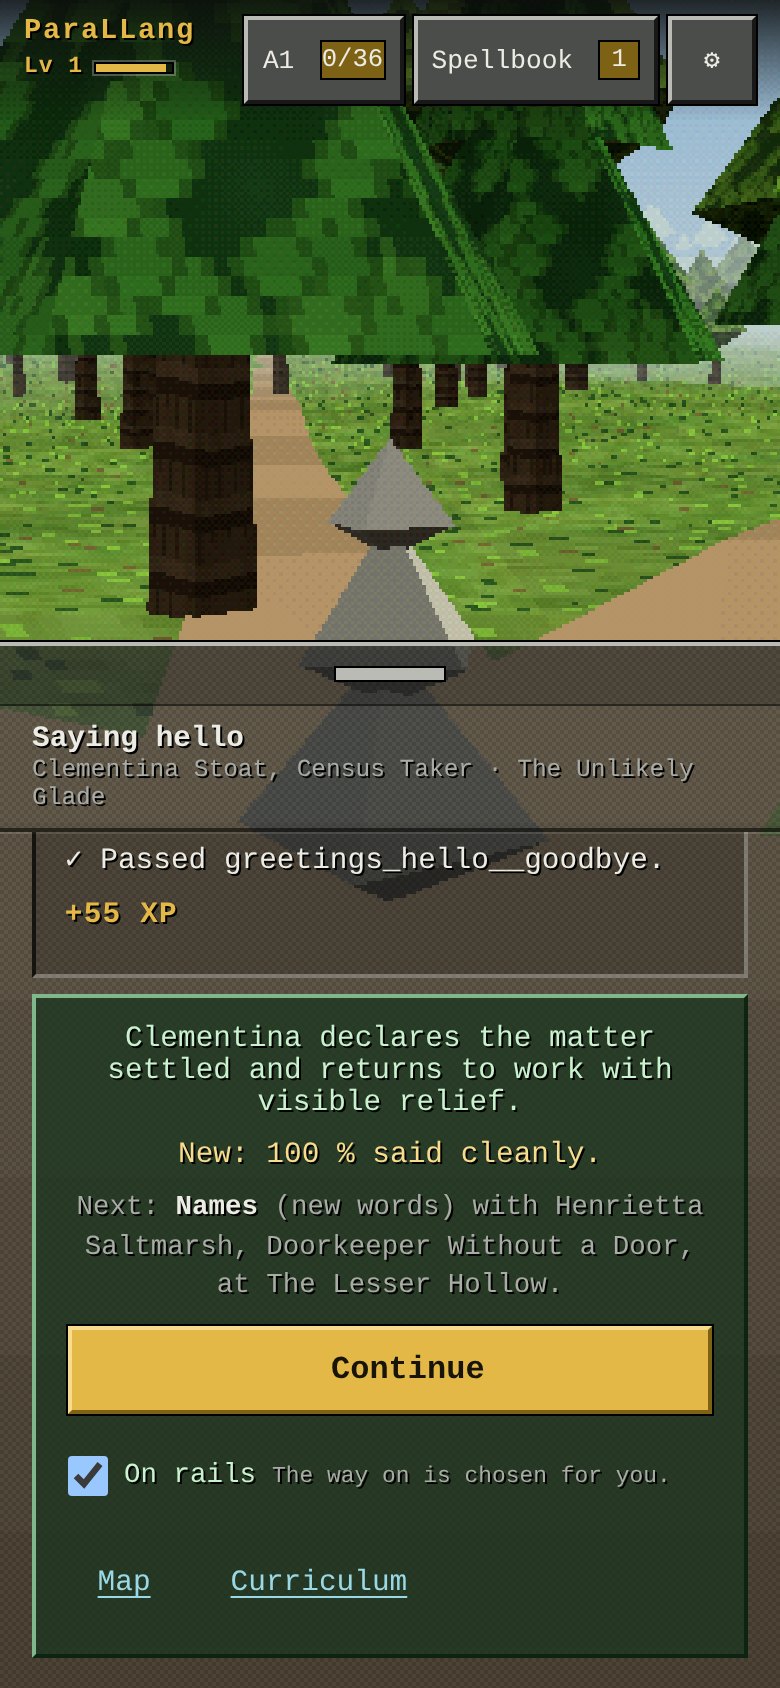 ParaLLang
Lv 1
A1 0/36
Spellbook 1
⚙
Saying hello
Clementina Stoat, Census Taker · The Unlikely
Glade
✓ Passed greetings_hello__goodbye.
+55 XP
Clementina declares the matter
settled and returns to work with
visible relief.
New: 100 % said cleanly.
Next: Names (new words) with Henrietta
Saltmarsh, Doorkeeper Without a Door,
at The Lesser Hollow.
Continue
On rails The way on is chosen for you.
Map Curriculum